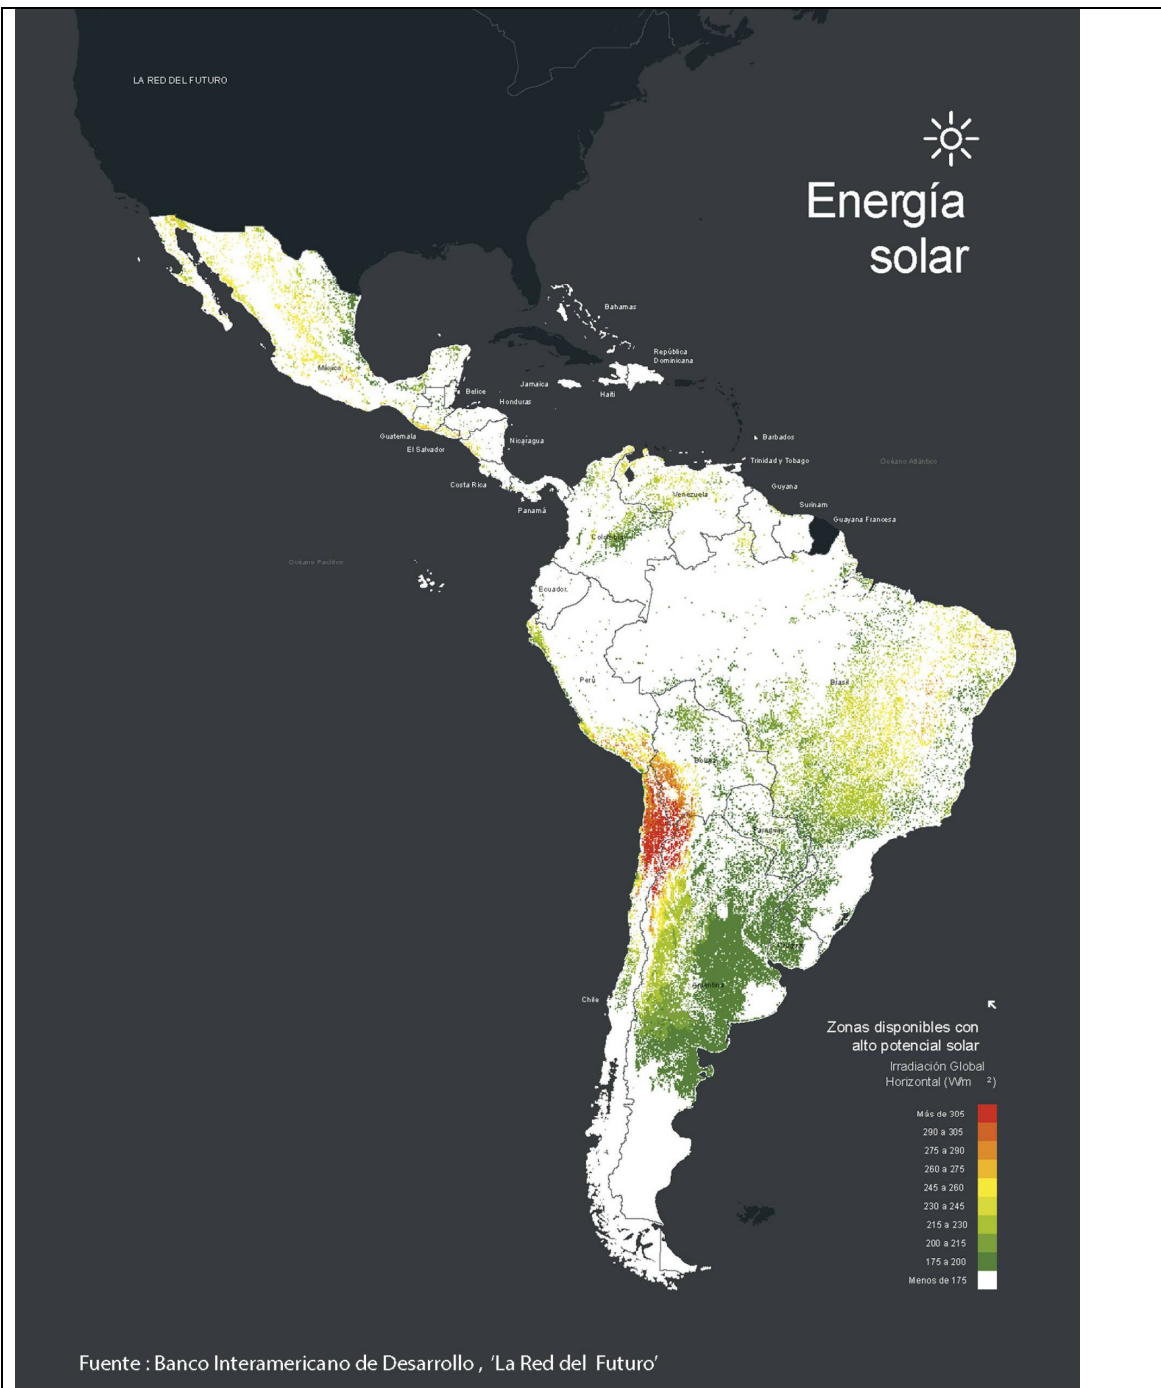 LA RED DEL FUTURO
Energía
solar
Bahamas
República
Dominicana
México
Jamaica
Haití
Belice
Honduras
Guatemala
El Salvador
Nicaragua
Barbados
Trinidad y Tobago
Océano Atlántico
Costa Rica
Panamá
Venezuela
Guyana
Surinam
Guayana Francesa
Colombia
Océano Pacífico
Ecuador.
Perú
Brasil
Bolivia
Paraguay
Argentina
Chile
Zonas disponibles con
alto potencial solar
Irradiación Global
Horizontal (W/m ²)
Más de 305
290 a 305
275 a 290
260 a 275
245 a 260
230 a 245
215 a 230
200 a 215
175 a 200
Menos de 175
Fuente : Banco Interamericano de Desarrollo , ‘La Red del Futuro’